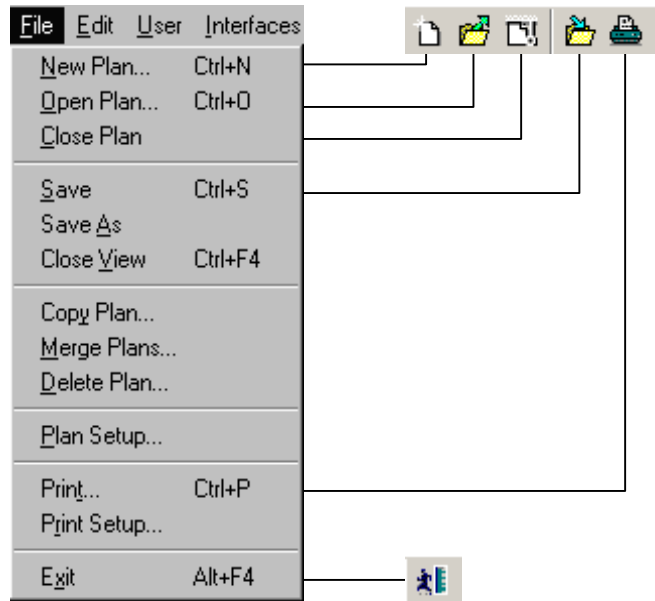 File Edit User Interfaces
New Plan... Ctrl+N
Open Plan... Ctrl+O
Close Plan
Save Ctrl+S
Save As
Close View Ctrl+F4
Copy Plan...
Merge Plans...
Delete Plan...
Plan Setup...
Print... Ctrl+P
Print Setup...
Exit Alt+F4